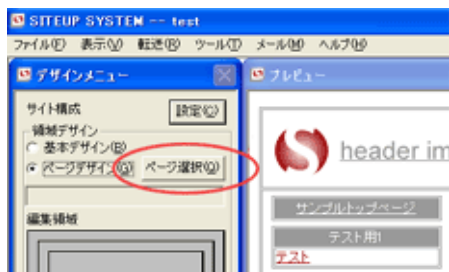 SITEUP SYSTEM -- test
ファイル(F) 表示(V) 転送(R) ツール(T) メール(M) ヘルプ(H)
デザインメニュー
プレビュー
サイト構成 設定(C)
領域デザイン
基本デザイン(B)
ページデザイン(G) ページ選択(Q)
編集領域
header im
サンプルトップページ
テスト用1
テスト